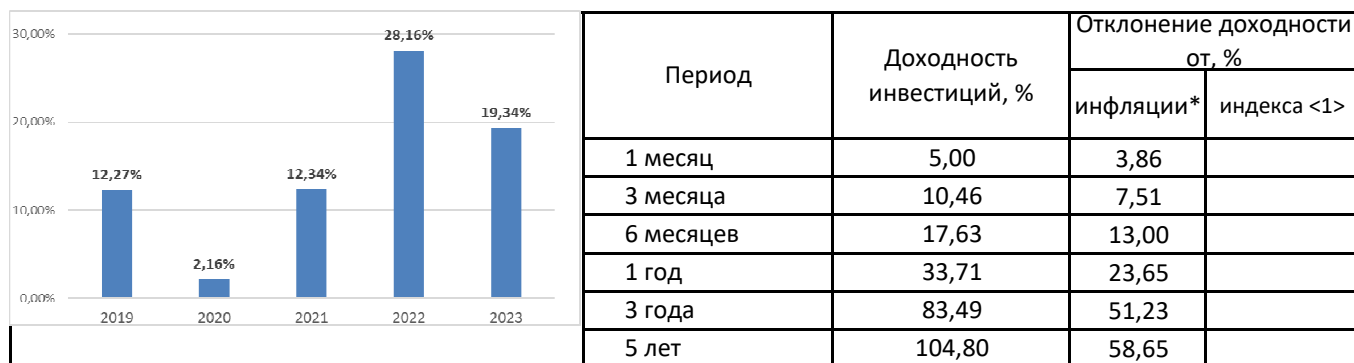 30,00%
28,16%
20,00%
19,34%
12,27%
12,34%
10,00%
2,16%
0,00%
2019 2020 2021 2022 2023
Период Доходность инвестиций, % Отклонение доходности от, %
инфляции* индекса <1>
1 месяц 5,00 3,86
3 месяца 10,46 7,51
6 месяцев 17,63 13,00
1 год 33,71 23,65
3 года 83,49 51,23
5 лет 104,80 58,65